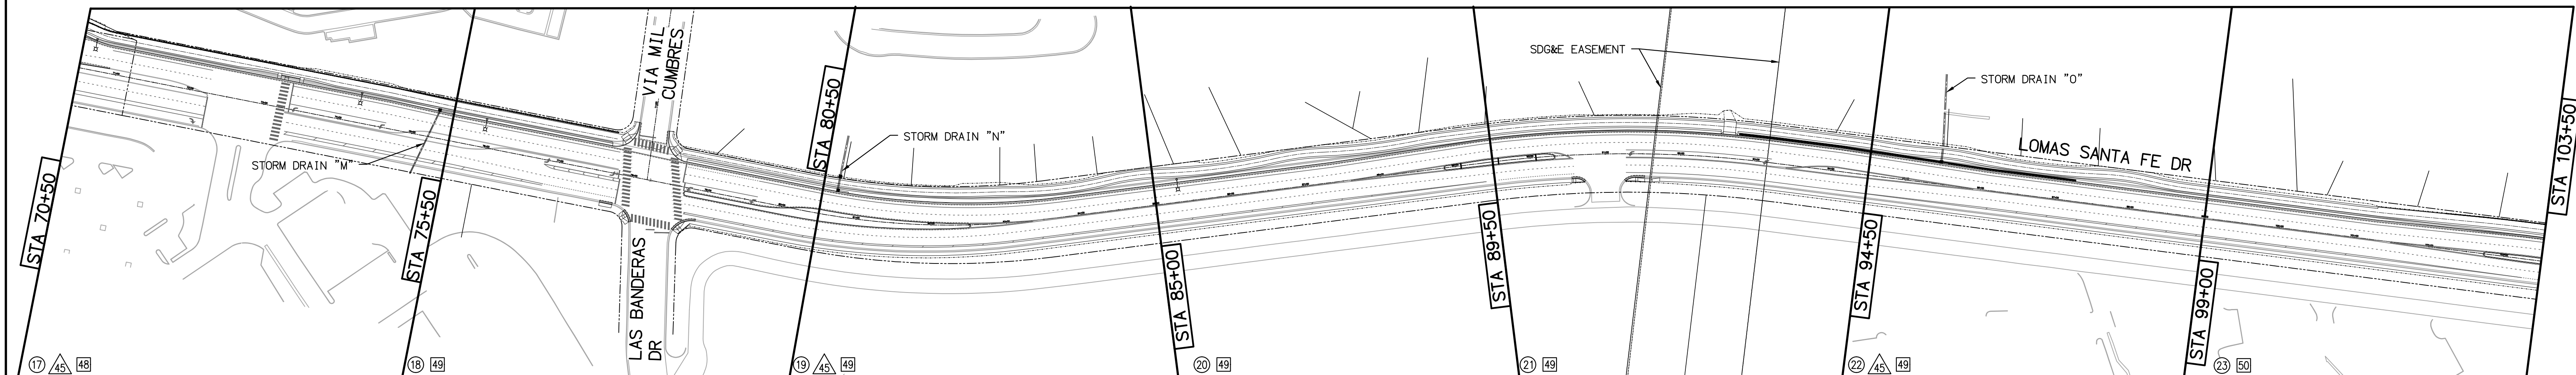 VIA MIL
CUMBRES
SDG&E EASEMENT
STORM DRAIN "O"
STORM DRAIN "N"
STORM DRAIN "M"
LOMAS SANTA FE DR
STA 70+50
STA 75+50
STA 80+50
STA 85+00
STA 89+50
STA 94+50
STA 99+00
STA 103+50
LAS BANDERAS
DR
17 45 48
18 49
19 45 49
20 49
21 49
22 45 49
23 50